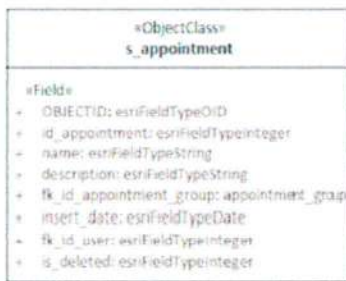 «ObjectClass»
s_appointment
«Field»
+ OBJECTID: esriFieldTypeOID
+ id_appointment: esriFieldTypeInteger
+ name: esriFieldTypeString
+ description: esriFieldTypeString
+ fk_id_appointment_group: appointment_group
+ insert_date: esriFieldTypeDate
+ fk_id_user: esriFieldTypeInteger
+ is_deleted: esriFieldTypeInteger